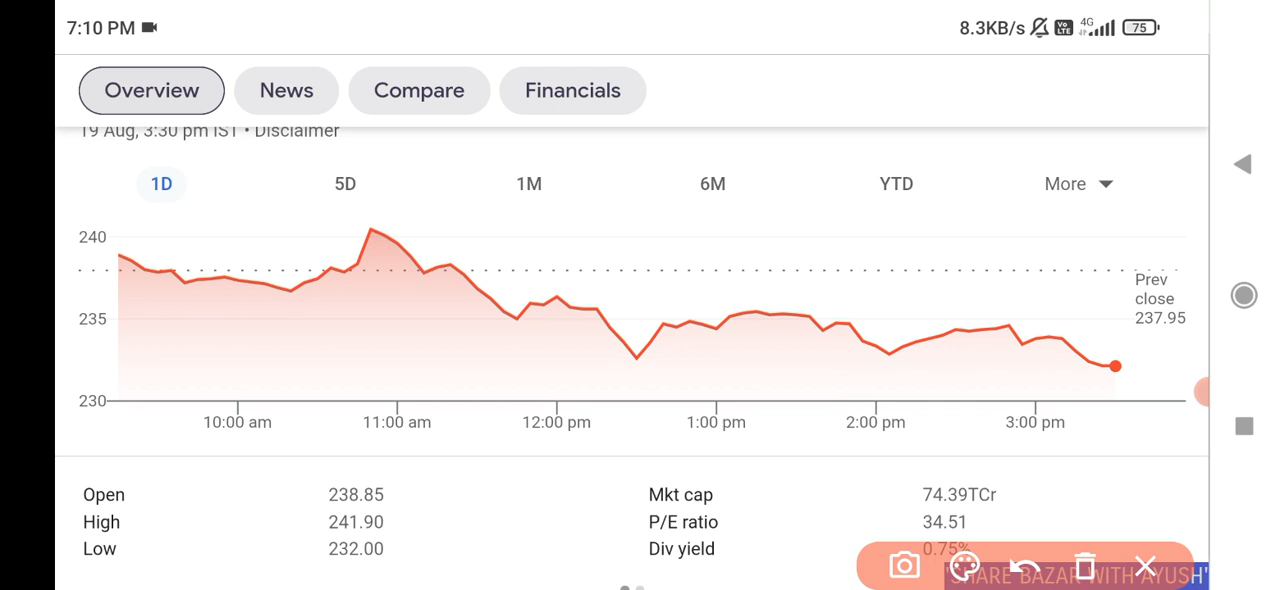 7:10 PM 8.3KB/s Vo LTE 4G 75
Overview News Compare Financials
19 Aug, 3:30 pm IST • Disclaimer
1D 5D 1M 6M YTD More
240
235
230
Prev
close
237.95
10:00 am 11:00 am 12:00 pm 1:00 pm 2:00 pm 3:00 pm
Open 238.85 Mkt cap 74.39TCr
High 241.90 P/E ratio 34.51
Low 232.00 Div yield 0.75%
"SHARE BAZAR WITH AYUSH"